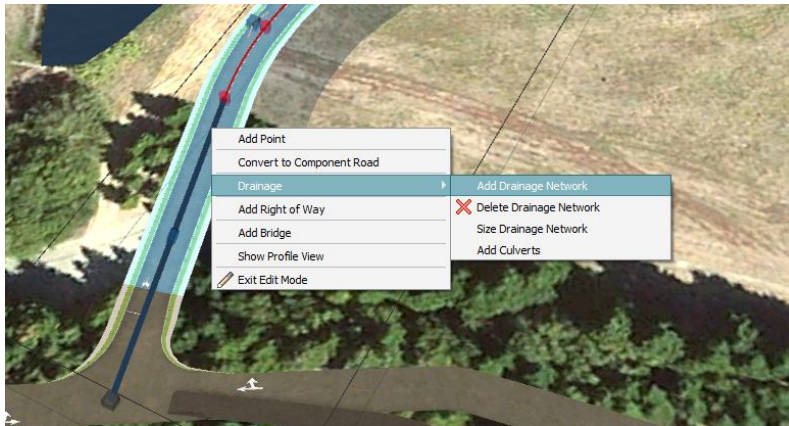 Add Point
Convert to Component Road
Drainage
Add Right of Way
Add Bridge
Show Profile View
Exit Edit Mode
Add Drainage Network
Delete Drainage Network
Size Drainage Network
Add Culverts